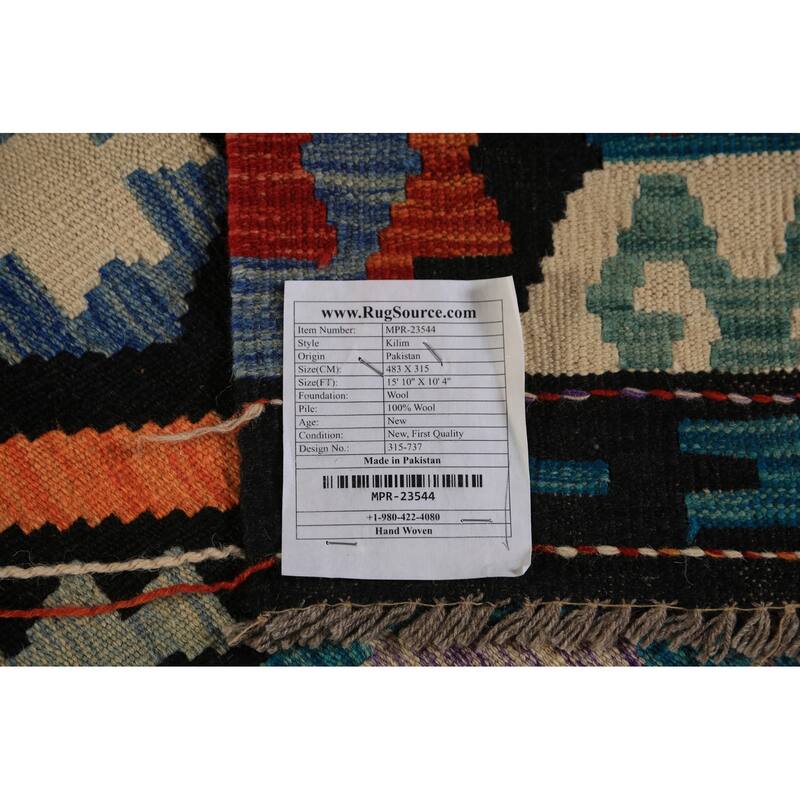 www.RugSource.com
Item Number: MPR-23544
Style Kilim
Origin Pakistan
Size(CM): 483 X 315
Size(FT): 15' 10" X 10' 4"
Foundation: Wool
Pile: 100% Wool
Age: New
Condition: New, First Quality
Design No.: 315-737
Made in Pakistan
MPR-23544
+1-980-422-4080
Hand Woven